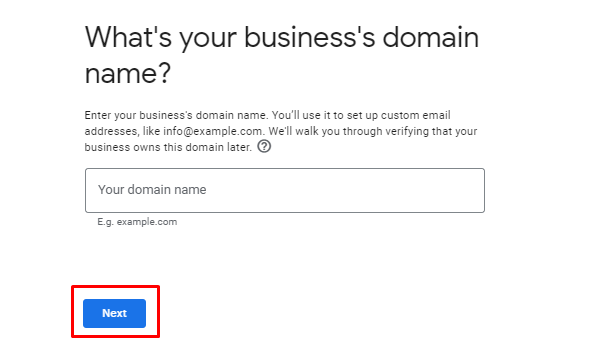 What's your business's domain
name?
Enter your business's domain name. You'll use it to set up custom email
addresses, like info@example.com. We'll walk you through verifying that your
business owns this domain later. ?
Your domain name
E.g. example.com
Next